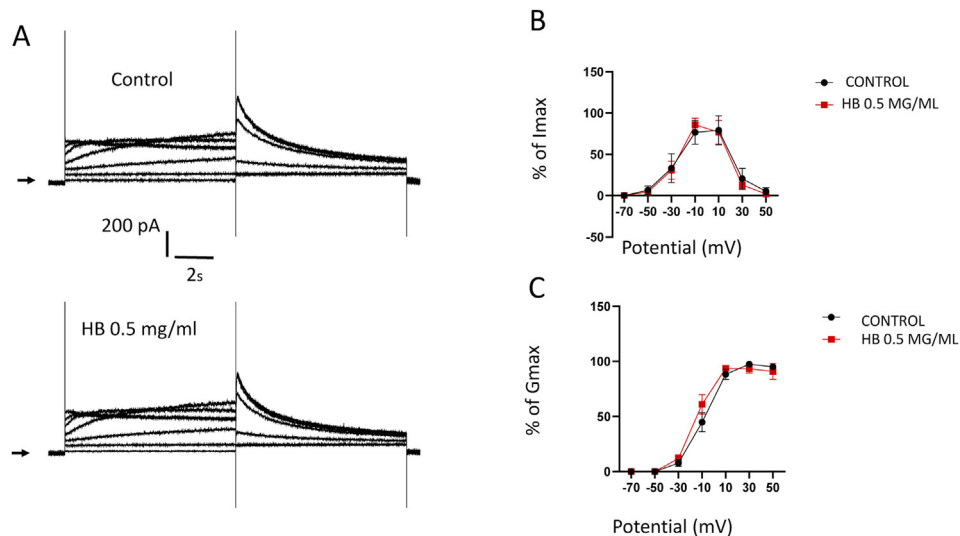 A
Control
200 pA
2s
HB 0.5 mg/ml
B
% of Imax
150
100
50
0
-50
-70 -50 -30 -10 10 30 50
Potential (mV)
CONTROL
HB 0.5 MG/ML
C
% of Gmax
150
100
50
0
-70 -50 -30 -10 10 30 50
Potential (mV)
CONTROL
HB 0.5 MG/ML